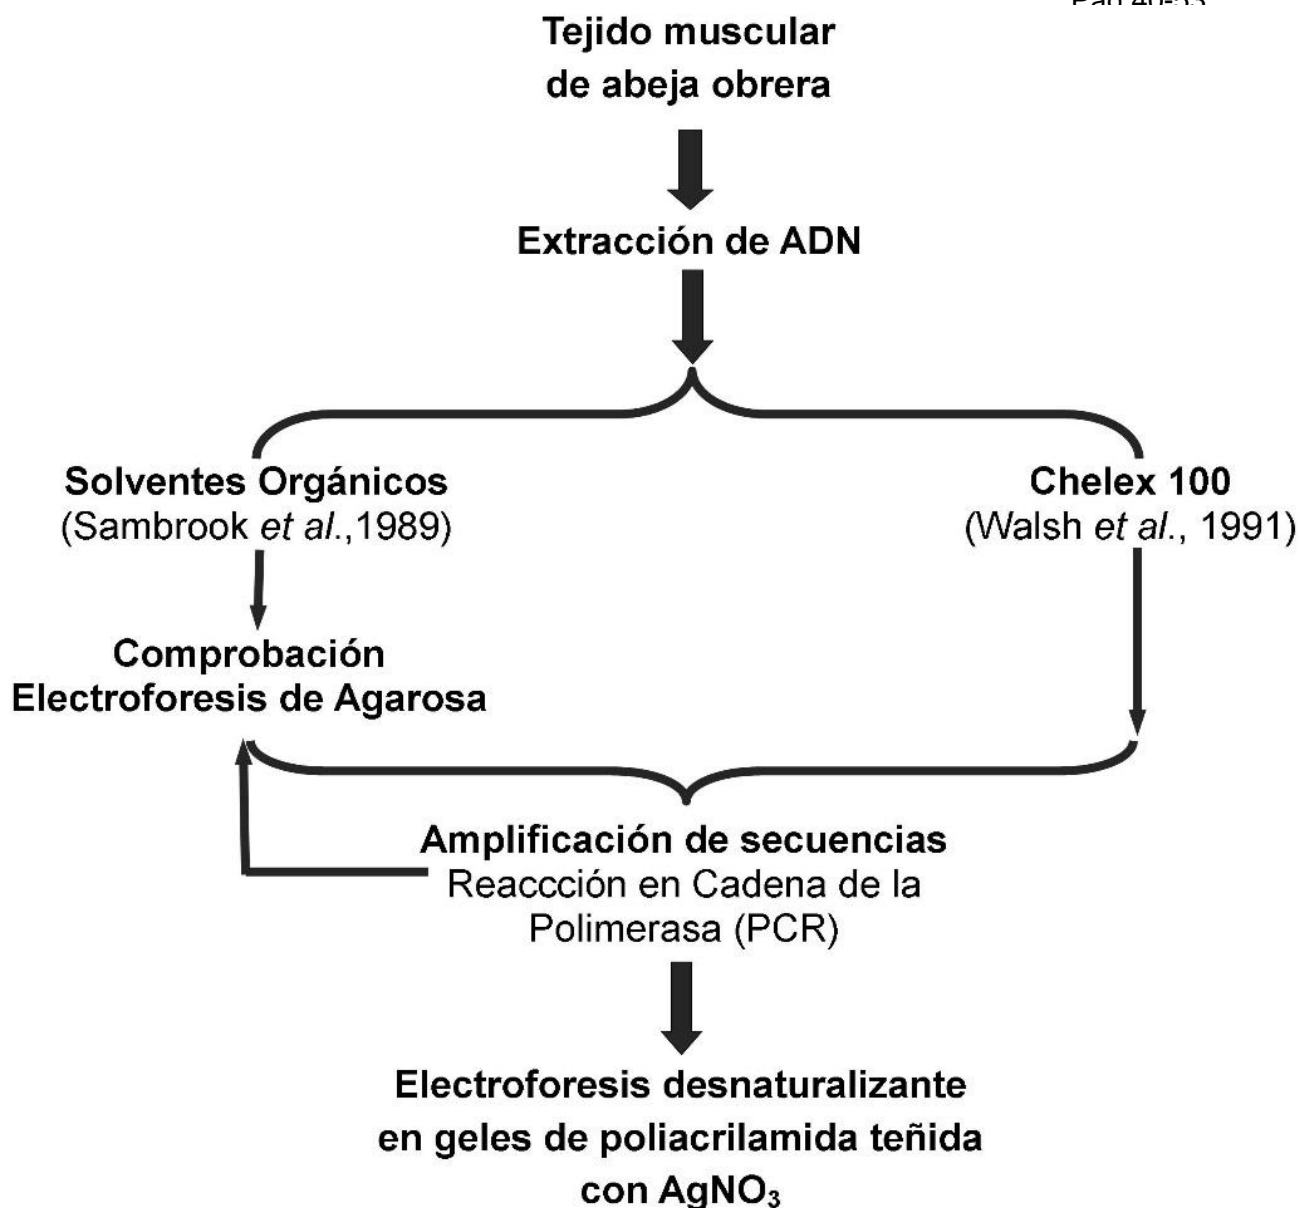 Tejido muscular
de abeja obrera
Extracción de ADN
Solventes Orgánicos
(Sambrook et al.,1989)
Chelex 100
(Walsh et al., 1991)
Comprobación
Electroforesis de Agarosa
Amplificación de secuencias
Reaccción en Cadena de la
Polimerasa (PCR)
Electroforesis desnaturalizante
en geles de poliacrilamida teñida
con AgNO₃